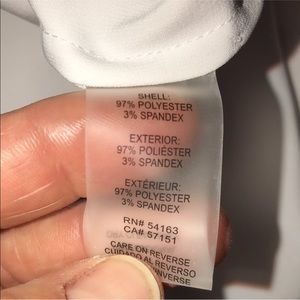 SHELL:
97% POLYESTER
3% SPANDEX
EXTERIOR:
97% POLIÉSTER
3% SPANDEX
EXTÉRIEUR:
97% POLYESTER
3% SPANDEX
RN# 54163
CA# 57151
CARE ON REVERSE
CUIDADO AL REVERSO